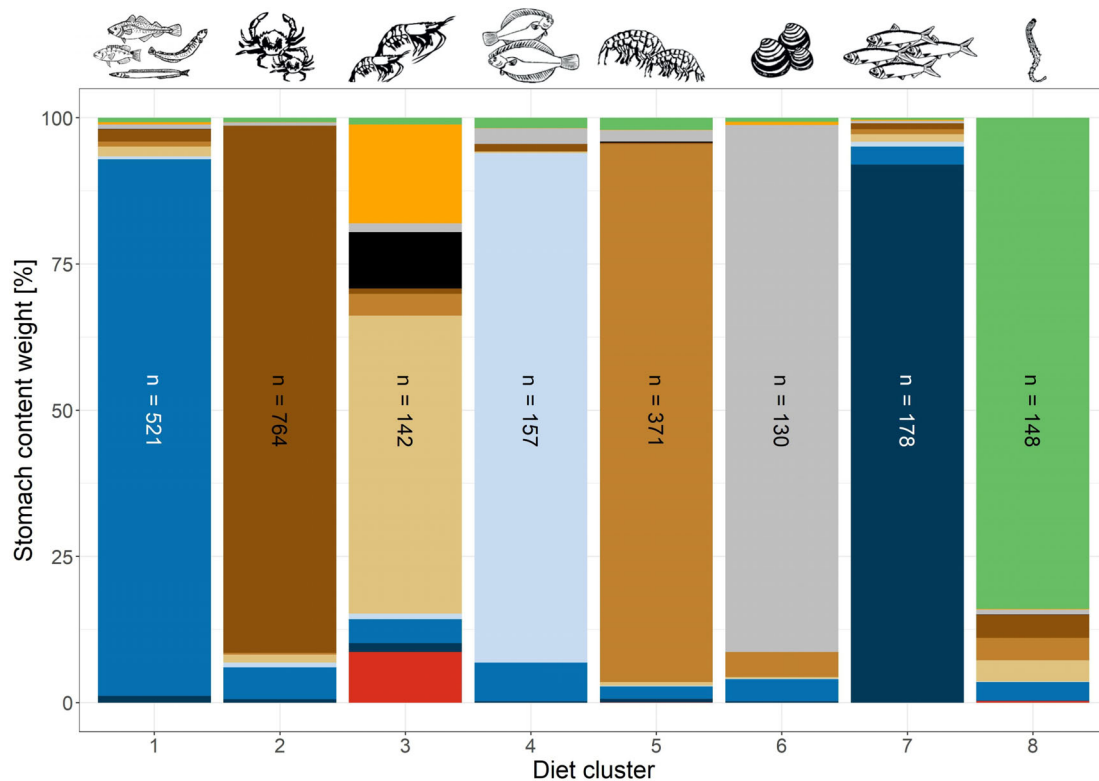 Stomach content weight [%]
100
75
50
25
0
n = 521
n = 764
n = 142
n = 157
n = 371
n = 130
n = 178
n = 148
1 2 3 4 5 6 7 8
Diet cluster